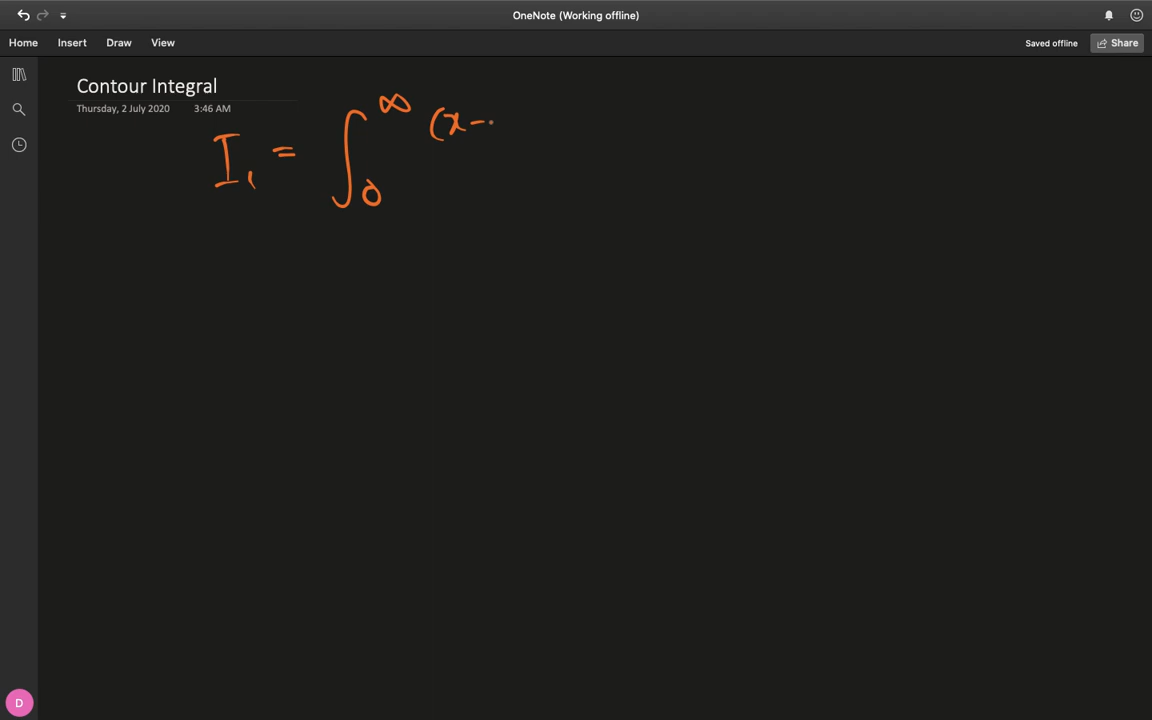 OneNote (Working offline)
Home Insert Draw View
Saved offline Share
Contour Integral
Thursday, 2 July 2020 3:46 AM
I₁ = ∫₀^∞ (x-
D